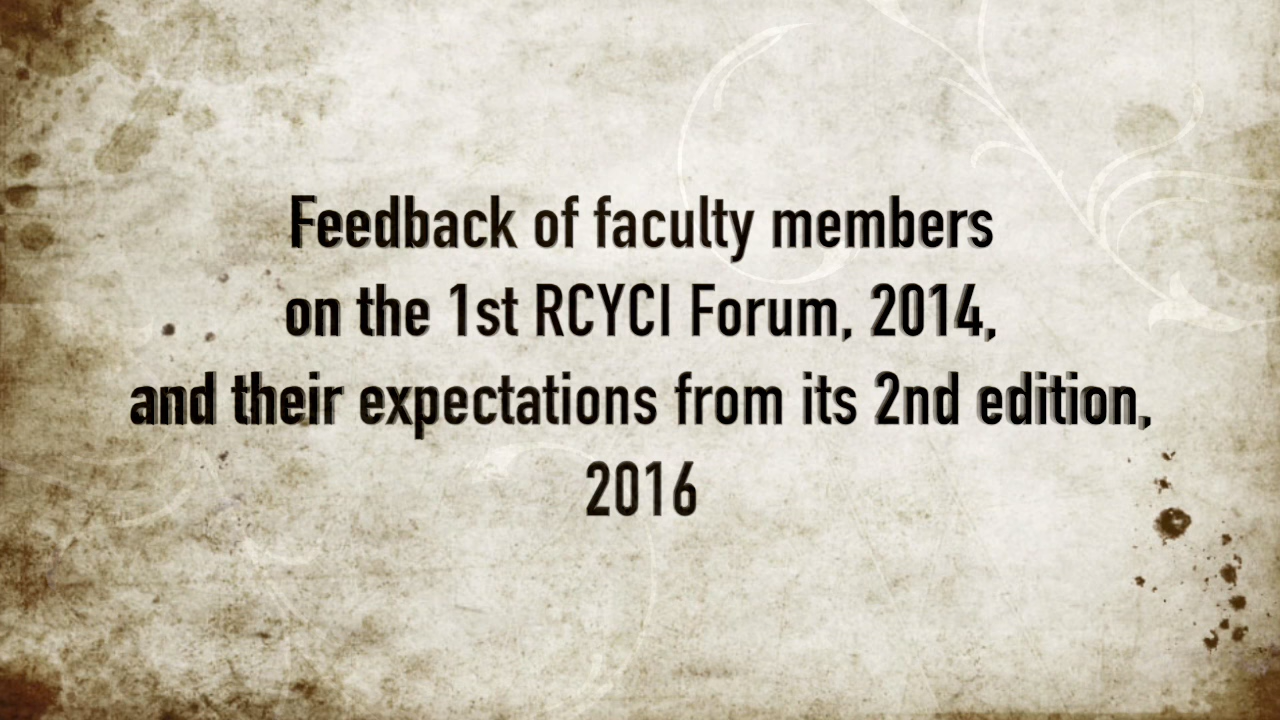 Feedback of faculty members
on the 1st RCYCI Forum, 2014,
and their expectations from its 2nd edition,
2016